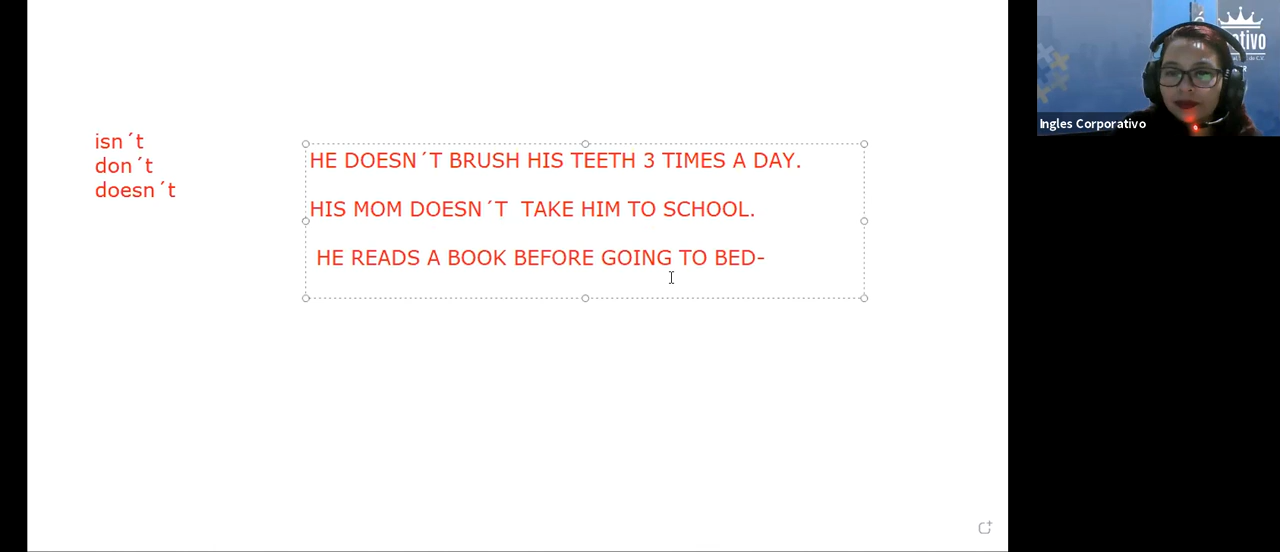 isn´t
don´t
doesn´t
HE DOESN´T BRUSH HIS TEETH 3 TIMES A DAY.
HIS MOM DOESN´T  TAKE HIM TO SCHOOL.
HE READS A BOOK BEFORE GOING TO BED-
Ingles Corporativo